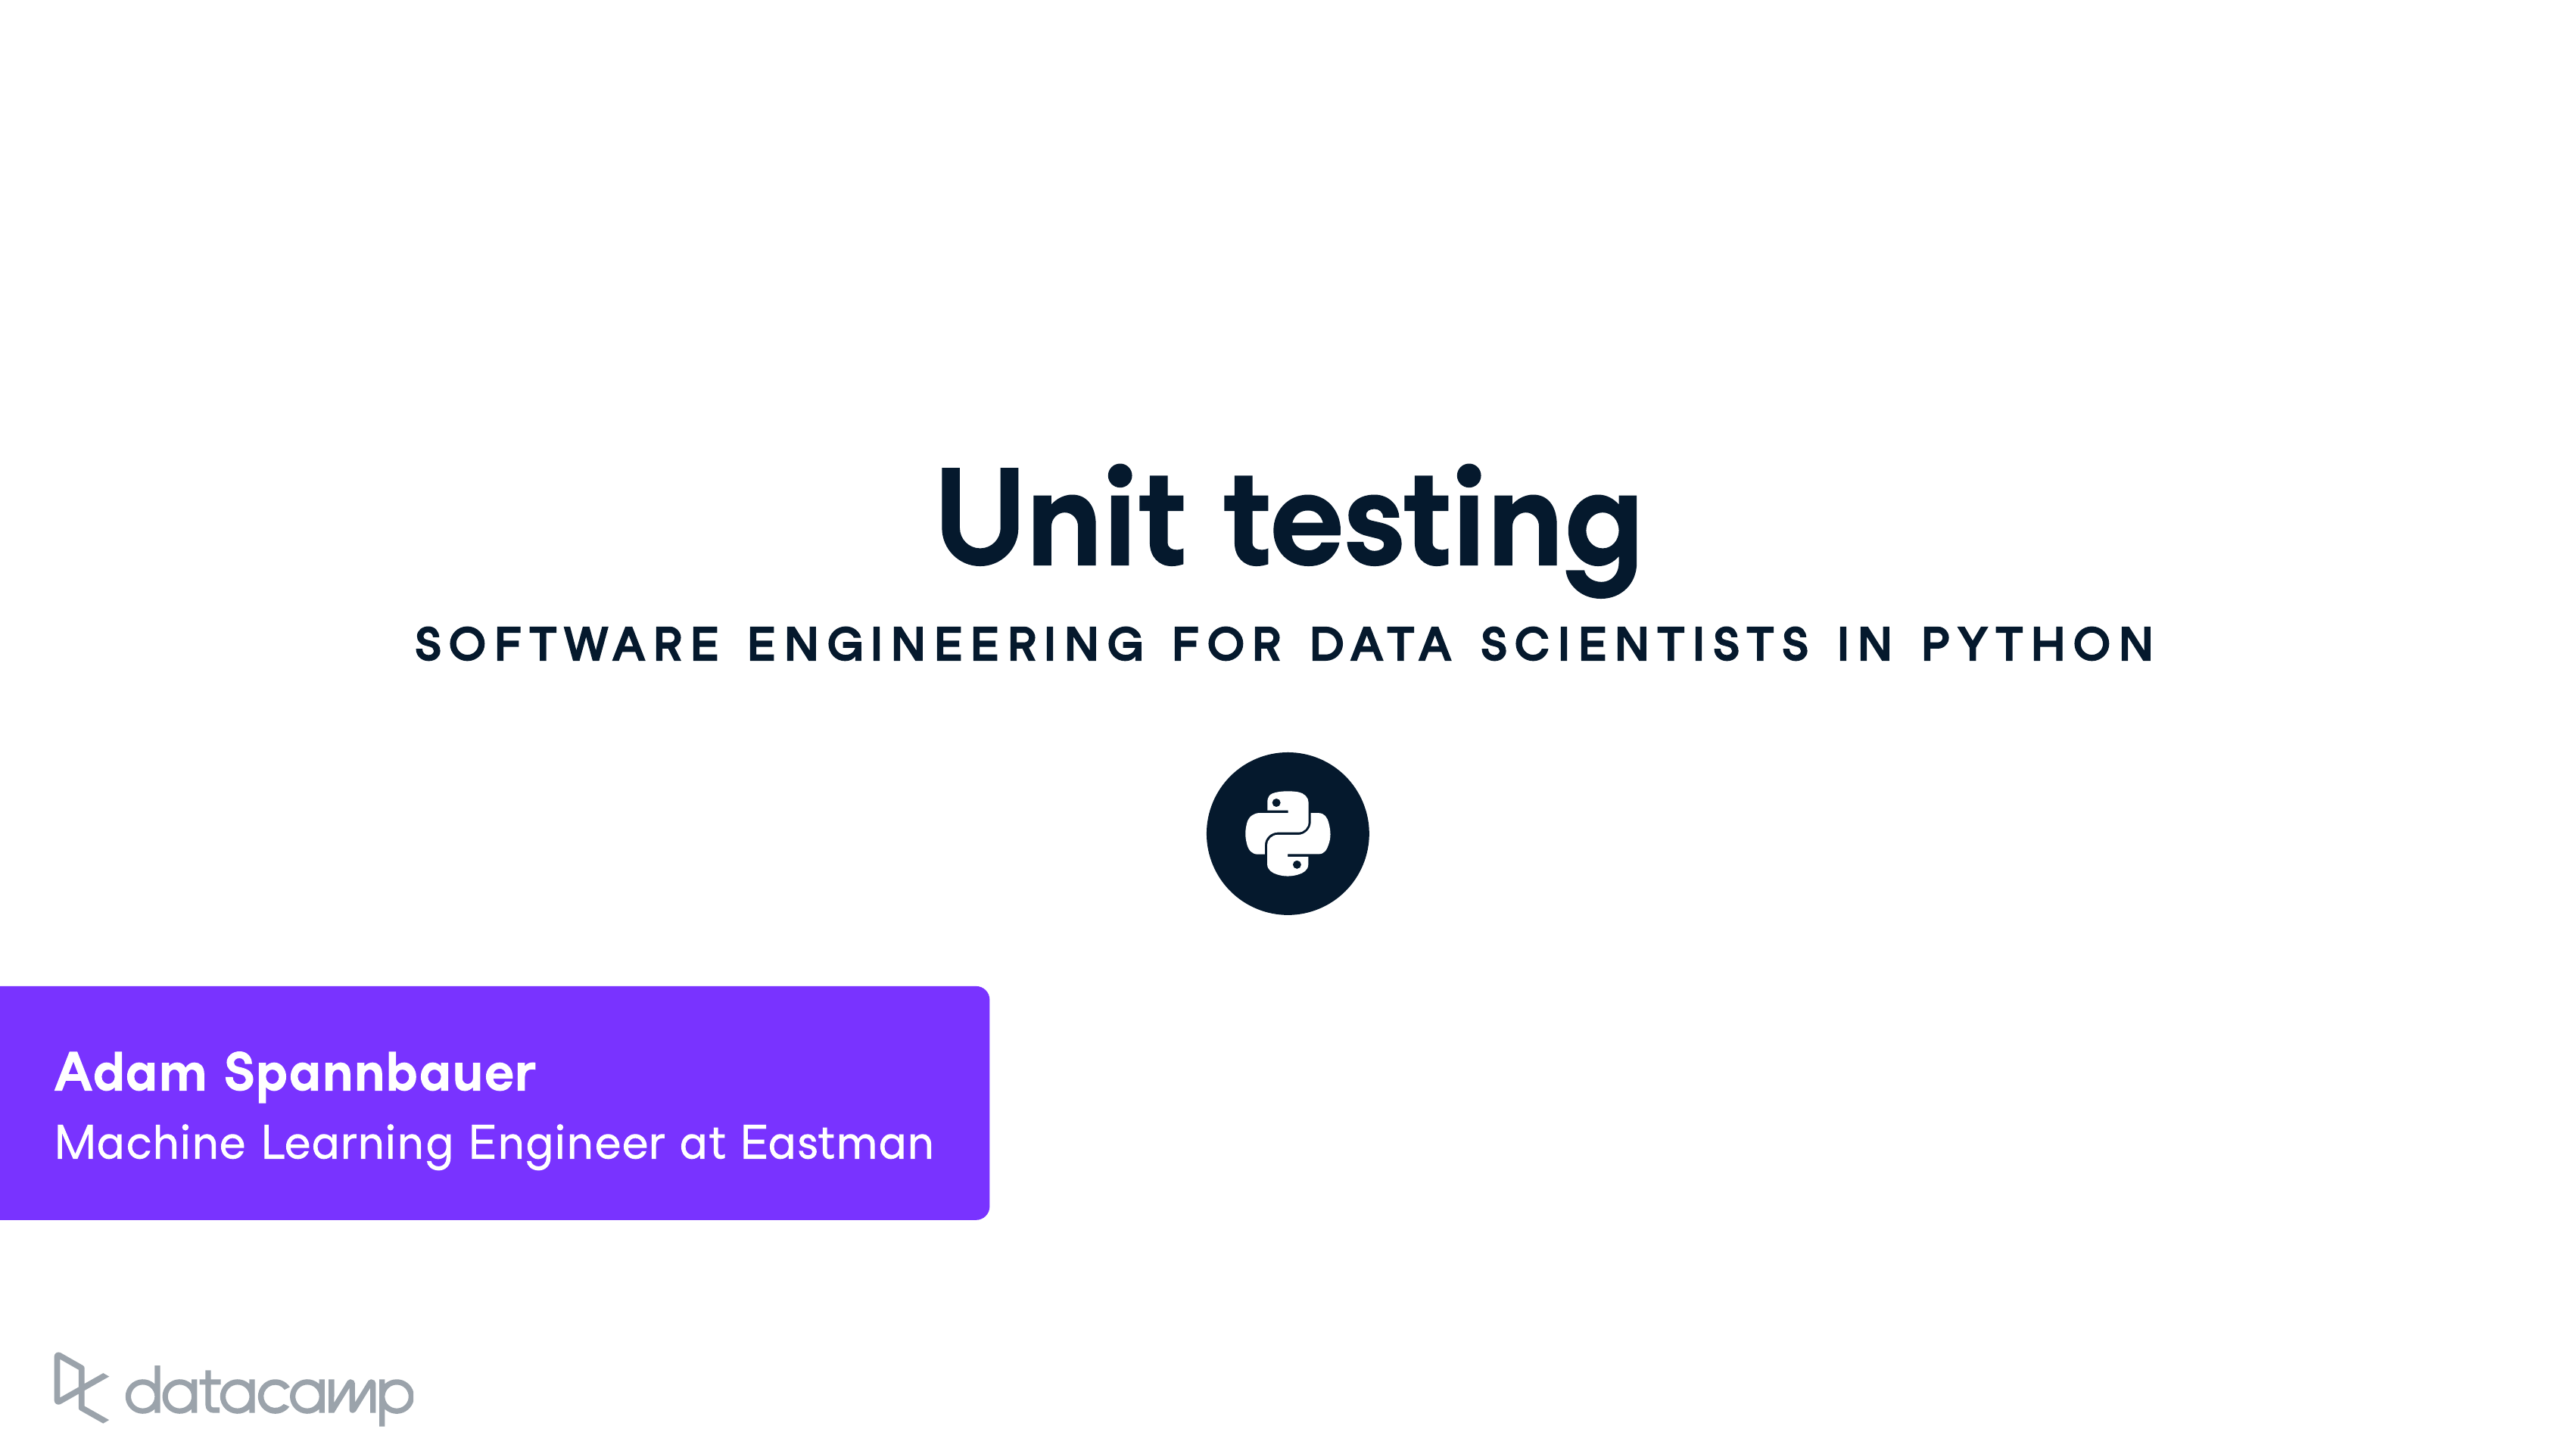 Unit testing
SOFTWARE ENGINEERING FOR DATA SCIENTISTS IN PYTHON
Adam Spannbauer
Machine Learning Engineer at Eastman
datacamp